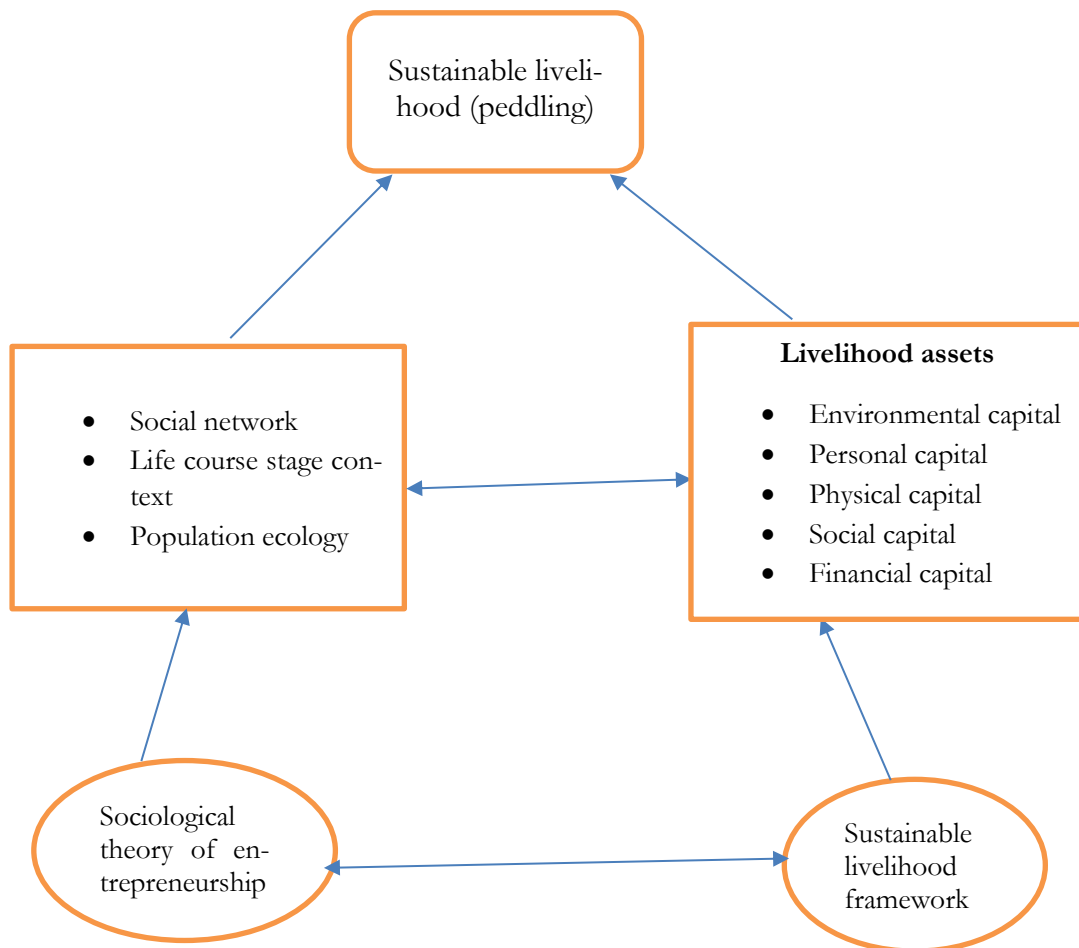 Sustainable liveli-
hood (peddling)
• Social network
• Life course stage con-
text
• Population ecology
Livelihood assets
• Environmental capital
• Personal capital
• Physical capital
• Social capital
• Financial capital
Sociological
theory of en-
trepreneurship
Sustainable
livelihood
framework